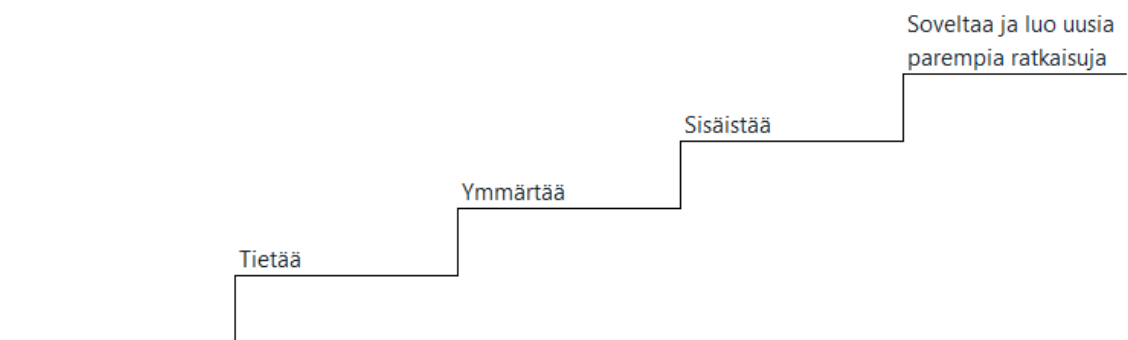 Soveltaa ja luo uusia
parempia ratkaisuja
Sisäistää
Ymmärtää
Tietää